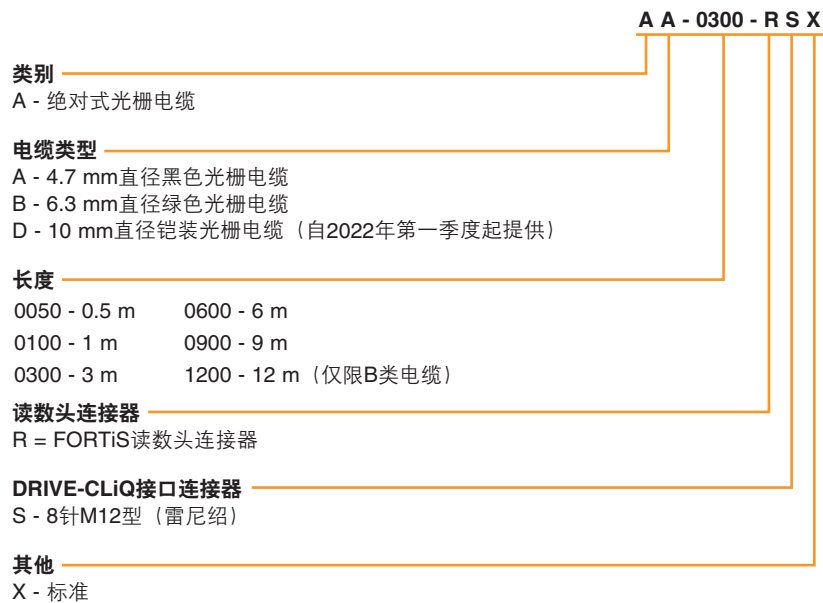 A A - 0300 - R S X
类别
A - 绝对式光栅电缆
电缆类型
A - 4.7 mm直径黑色光栅电缆
B - 6.3 mm直径绿色光栅电缆
D - 10 mm直径铠装光栅电缆（自2022年第一季度起提供）
长度
0050 - 0.5 m 0600 - 6 m
0100 - 1 m 0900 - 9 m
0300 - 3 m 1200 - 12 m（仅限B类电缆）
读数头连接器
R = FORTiS读数头连接器
DRIVE-CLiQ接口连接器
S - 8针M12型（雷尼绍）
其他
X - 标准